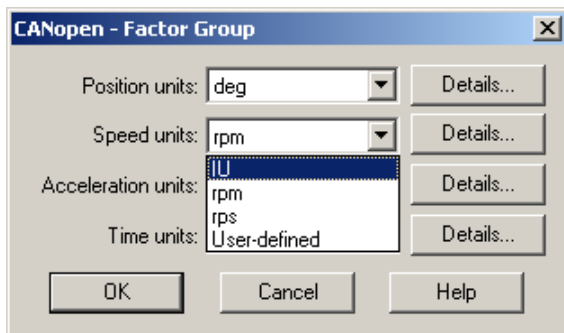 CANopen - Factor Group
Position units: deg Details...
Speed units: rpm Details...
IU
Acceleration units: rpm Details...
rps
Time units: User-defined Details...
OK Cancel Help